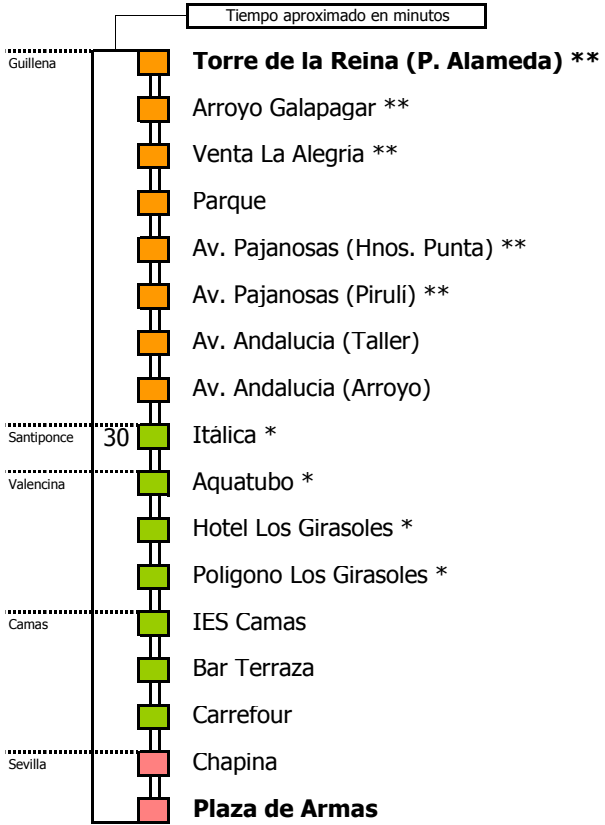 Tiempo aproximado en minutos
Guillena
Torre de la Reina (P. Alameda) **
Arroyo Galapagar **
Venta La Alegria **
Parque
Av. Pajanosas (Hnos. Punta) **
Av. Pajanosas (Pirulí) **
Av. Andalucia (Taller)
Av. Andalucia (Arroyo)
Santiponce 30 Itálica *
Valencina Aquatubo *
Hotel Los Girasoles *
Poligono Los Girasoles *
Camas IES Camas
Bar Terraza
Carrefour
Sevilla Chapina
Plaza de Armas